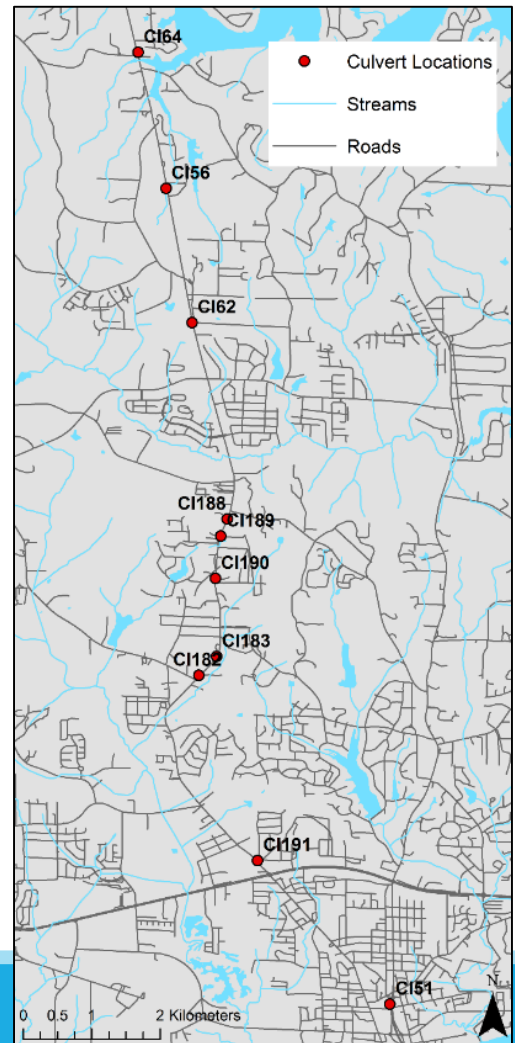 CI64
Culvert Locations
Streams
Roads
CI56
CI62
CI188
CI189
CI190
CI183
CI182
CI191
CI51
N
0 0.5 1 2 Kilometers